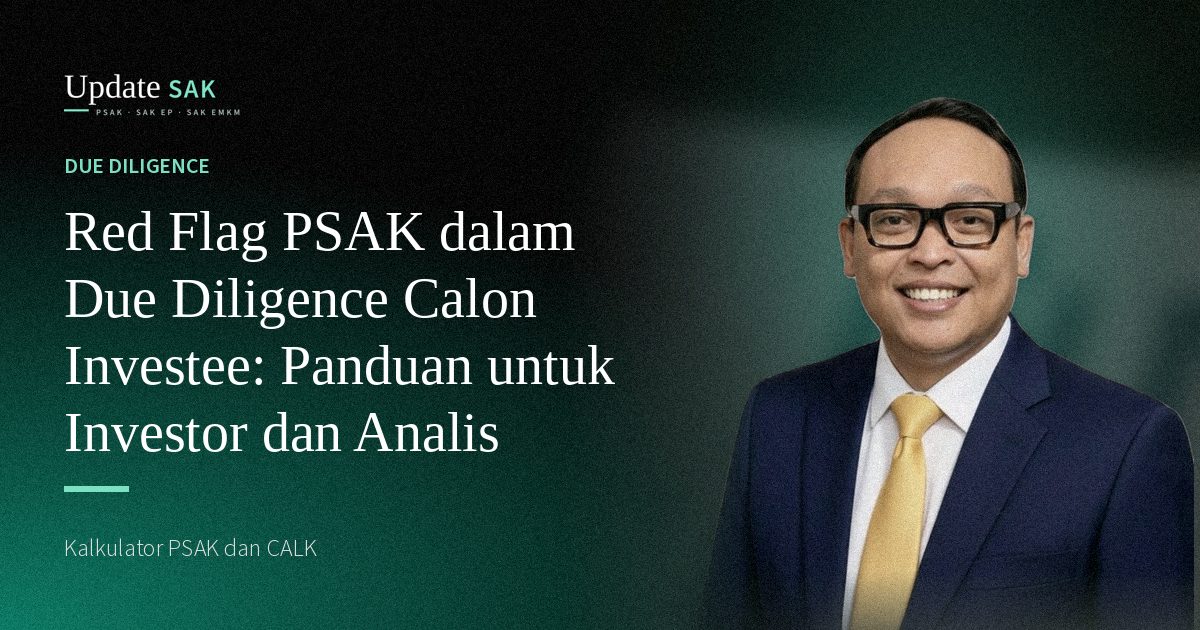 Update SAK
PSAK · SAK EP · SAK EMKM
DUE DILIGENCE
Red Flag PSAK dalam
Due Diligence Calon
Investee: Panduan untuk
Investor dan Analis
Kalkulator PSAK dan CALK